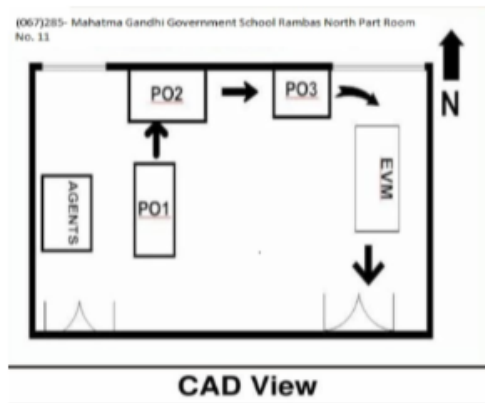 (067)285- Mahatma Gandhi Government School Rambas North Part Room
No. 11
PO2
PO3
N
PO1
AGENTS
EVM
CAD View